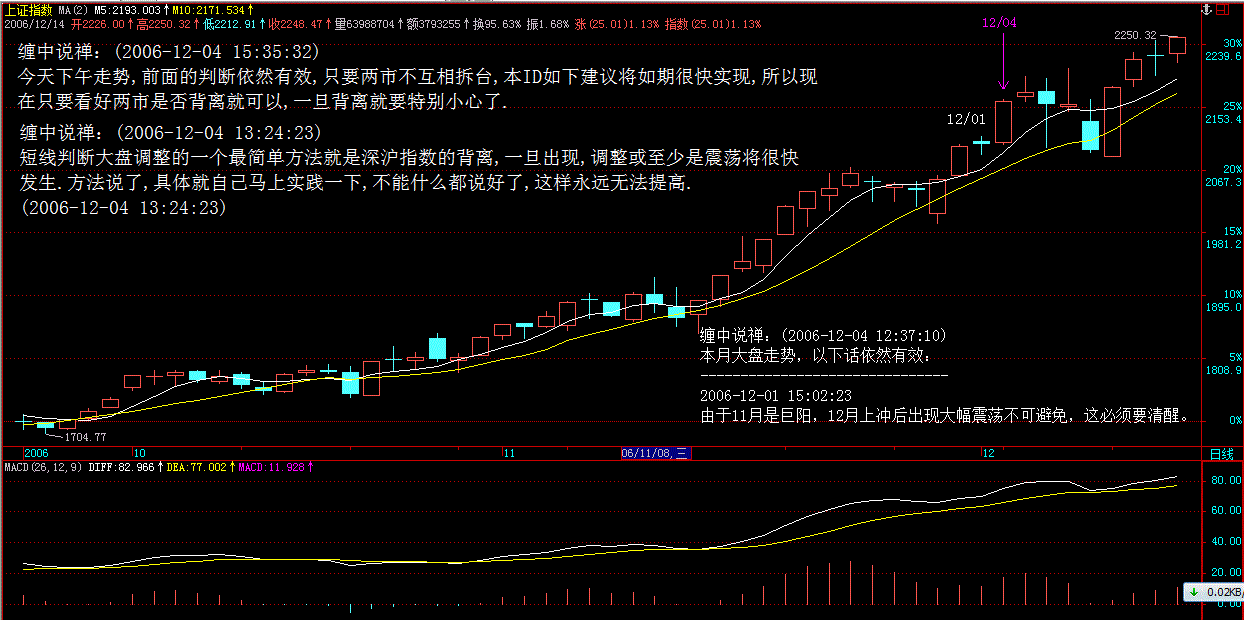 上证指数 MA(2) M5:2193.003↑M10:2171.534↑
2006/12/14 开2226.00↑高2250.32↑低2212.91↑收2248.47↑量63988704↑额3793255↑换95.63% 振1.68% 涨(25.01)1.13% 指数(25.01)1.13%
12/04
2250.32
缠中说禅: (2006-12-04 15:35:32)
今天下午走势,前面的判断依然有效,只要两市不互相拆台,本ID如下建议将如期很快实现,所以现
在只要看好两市是否背离就可以,一旦背离就要特别小心了.
缠中说禅: (2006-12-04 13:24:23)
短线判断大盘调整的一个最简单方法就是深沪指数的背离,一旦出现,调整或至少是震荡将很快
发生.方法说了,具体就自己马上实践一下,不能什么都说好了,这样永远无法提高.
(2006-12-04 13:24:23)
12/01
30%
2239.6
25%
2153.4
20%
2067.3
15%
1981.2
10%
1895.0
5%
1808.9
0%
缠中说禅: (2006-12-04 12:37:10)
本月大盘走势, 以下话依然有效:
-------------------------------
2006-12-01 15:02:23
由于11月是巨阳, 12月上冲后出现大幅震荡不可避免, 这必须要清醒。
1704.77
2006 10 11 06/11/08,三 12 日线
MACD(26,12,9) DIFF:82.966↑DEA:77.002↑MACD:11.928↑
80.00
60.00
40.00
20.00
0.02KB/
0.00